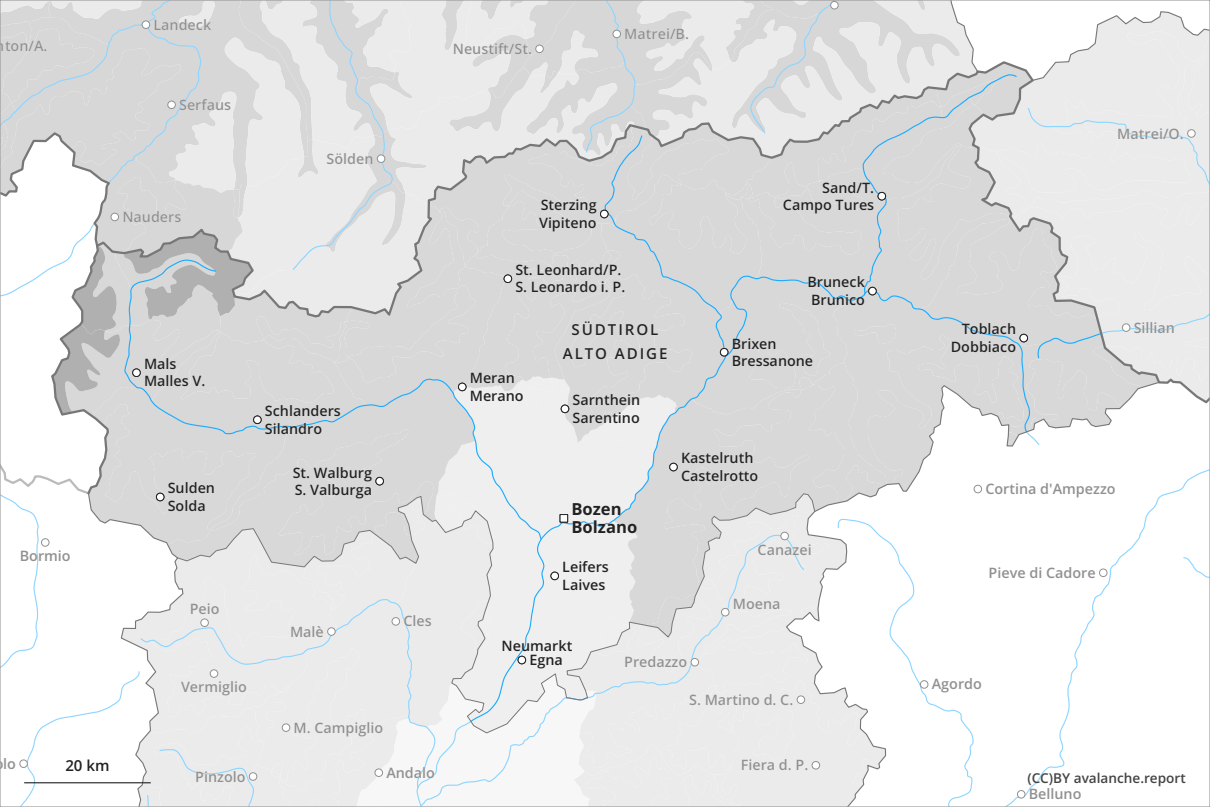 Landeck
nton/A.
Neustift/St.
Matrei/B.
Serfaus
Matrei/O.
Sölden
Nauders
Sand/T.
Campo Tures
Sterzing
Vipiteno
St. Leonhard/P.
S. Leonardo i. P.
Bruneck
Brunico
SÜDTIROL
ALTO ADIGE
Toblach
Dobbiaco
Sillian
Brixen
Bressanone
Mals
Malles V.
Meran
Merano
Sarnthein
Sarentino
Schlanders
Silandro
Kastelruth
Castelrotto
St. Walburg
S. Valburga
Sulden
Solda
Cortina d'Ampezzo
Bozen
Bolzano
Bormio
Canazei
Leifers
Laives
Pieve di Cadore
Peio
Moena
Cles
Malè
Neumarkt
Egna
Predazzo
Vermiglio
Agordo
S. Martino d. C.
M. Campiglio
olo
20 km
Pinzolo
Andalo
Fiera d. P.
(CC)BY avalanche.report
Belluno